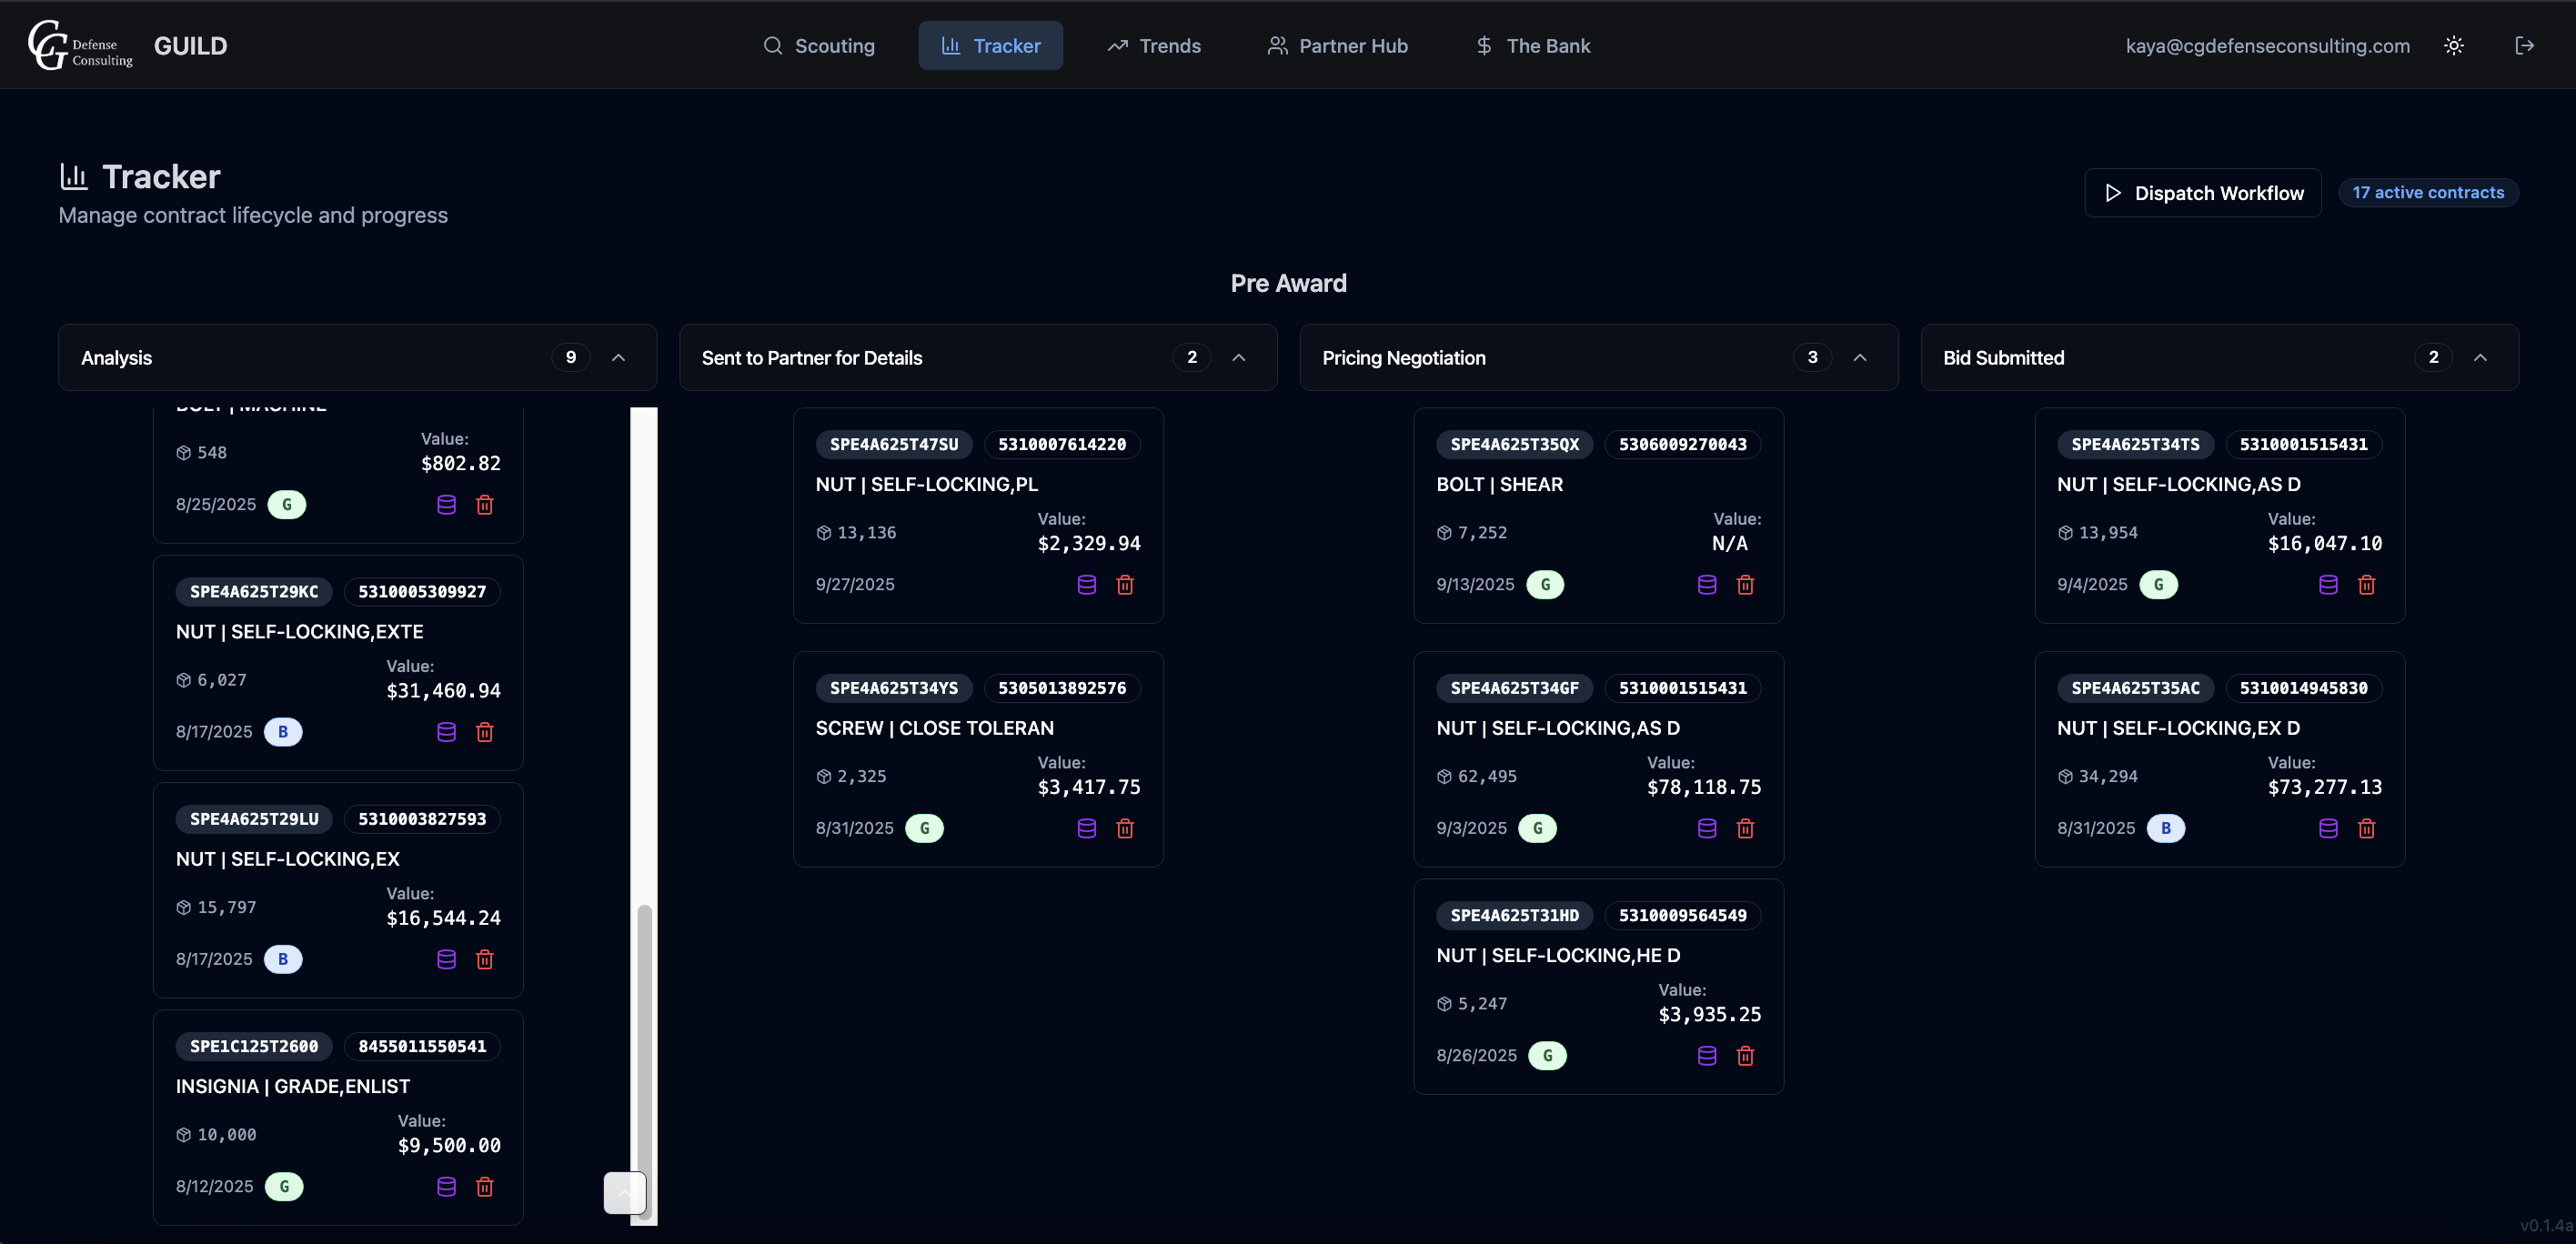 CG Defense Consulting GUILD
Scouting
Tracker
Trends
Partner Hub
The Bank
kaya@cgdefenseconsulting.com
Tracker
Manage contract lifecycle and progress
Dispatch Workflow
17 active contracts
Pre Award
Analysis 9
BOLT | MACHINE
548
Value:
$802.82
8/25/2025 G
SPE4A625T29KC 5310005309927
NUT | SELF-LOCKING,EXTE
6,027
Value:
$31,460.94
8/17/2025 B
SPE4A625T29LU 5310003827593
NUT | SELF-LOCKING,EX
15,797
Value:
$16,544.24
8/17/2025 B
SPE1C125T2600 8455011550541
INSIGNIA | GRADE,ENLIST
10,000
Value:
$9,500.00
8/12/2025 G
Sent to Partner for Details 2
SPE4A625T47SU 5310007614220
NUT | SELF-LOCKING,PL
13,136
Value:
$2,329.94
9/27/2025
SPE4A625T34YS 5305013892576
SCREW | CLOSE TOLERAN
2,325
Value:
$3,417.75
8/31/2025 G
Pricing Negotiation 3
SPE4A625T35QX 5306009270043
BOLT | SHEAR
7,252
Value:
N/A
9/13/2025 G
SPE4A625T34GF 5310001515431
NUT | SELF-LOCKING,AS D
62,495
Value:
$78,118.75
9/3/2025 G
SPE4A625T31HD 5310009564549
NUT | SELF-LOCKING,HE D
5,247
Value:
$3,935.25
8/26/2025 G
Bid Submitted 2
SPE4A625T34TS 5310001515431
NUT | SELF-LOCKING,AS D
13,954
Value:
$16,047.10
9/4/2025 G
SPE4A625T35AC 5310014945830
NUT | SELF-LOCKING,EX D
34,294
Value:
$73,277.13
8/31/2025 B
v0.1.4a